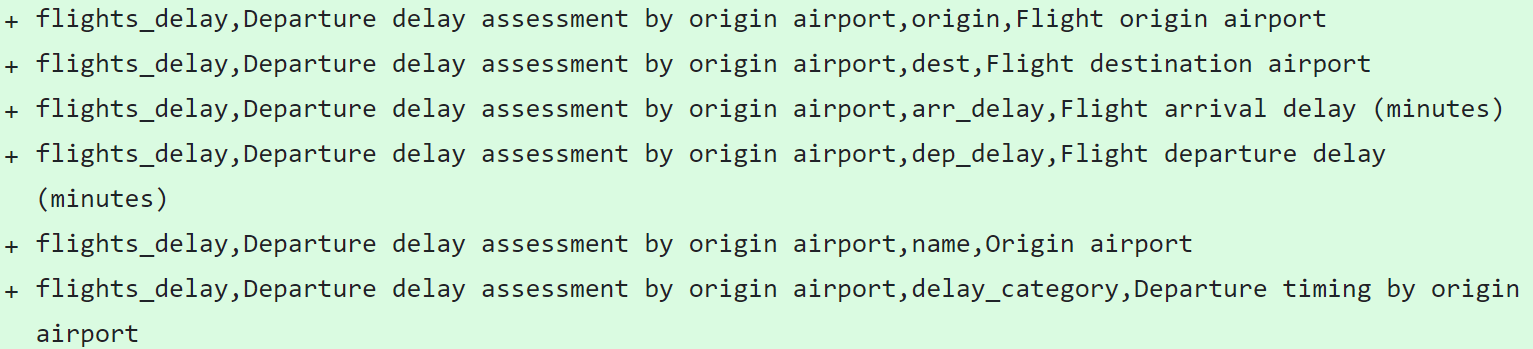 + flights_delay,Departure delay assessment by origin airport,origin,Flight origin airport
+ flights_delay,Departure delay assessment by origin airport,dest,Flight destination airport
+ flights_delay,Departure delay assessment by origin airport,arr_delay,Flight arrival delay (minutes)
+ flights_delay,Departure delay assessment by origin airport,dep_delay,Flight departure delay
(minutes)
+ flights_delay,Departure delay assessment by origin airport,name,Origin airport
+ flights_delay,Departure delay assessment by origin airport,delay_category,Departure timing by origin
airport